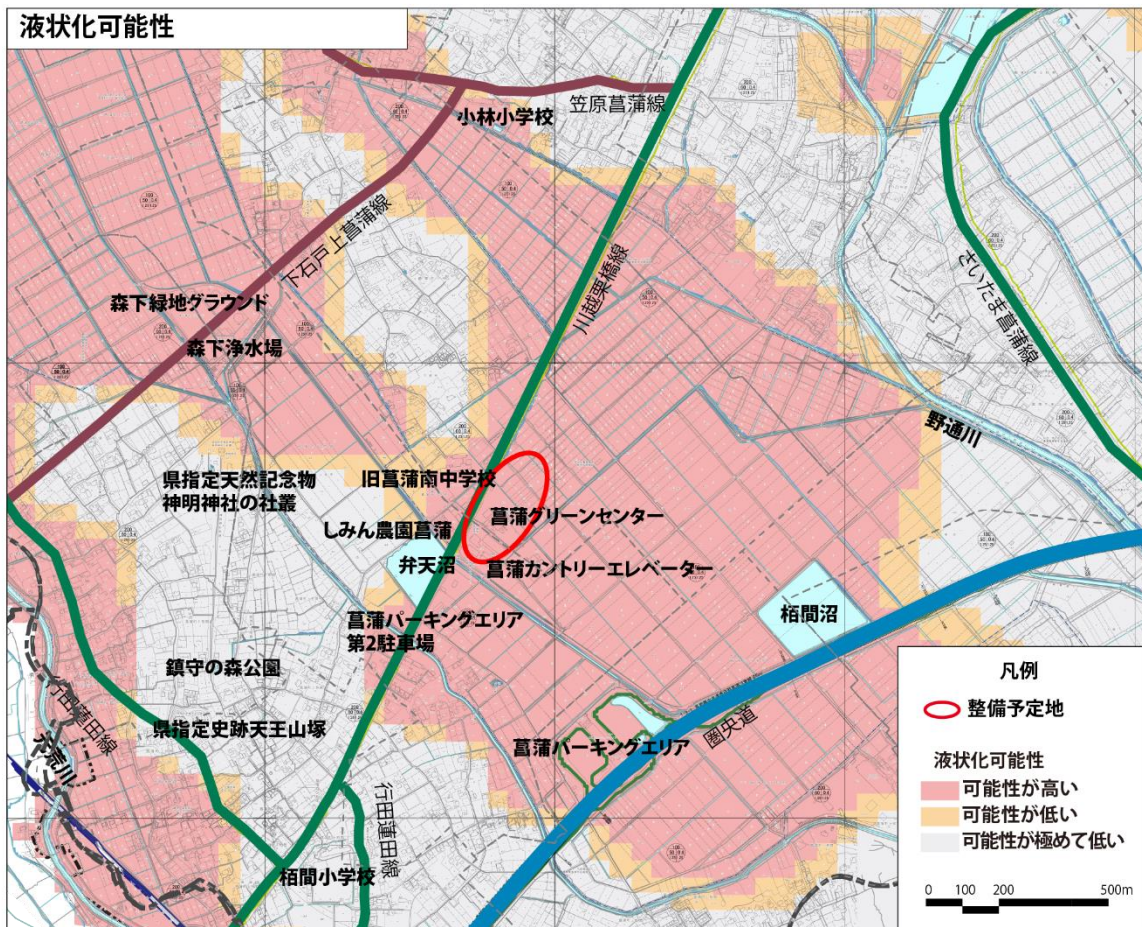 液状化可能性
笠原菖蒲線
小林小学校
下石戸上菖蒲線
川越栗橋線
さいたま菖蒲線
森下緑地グラウンド
森下浄水場
野通川
旧菖蒲南中学校
県指定天然記念物
神明神社の社叢
菖蒲グリーンセンター
しみん農園菖蒲
弁天沼
菖蒲カントリーエレベーター
菖蒲パーキングエリア
第2駐車場
栢間沼
鎮守の森公園
行田蓮田線
県指定史跡天王山塚
元荒川
菖蒲パーキングエリア
圏央道
行田蓮田線
栢間小学校
凡例
整備予定地
液状化可能性
可能性が高い
可能性が低い
可能性が極めて低い
0 100 200 500m